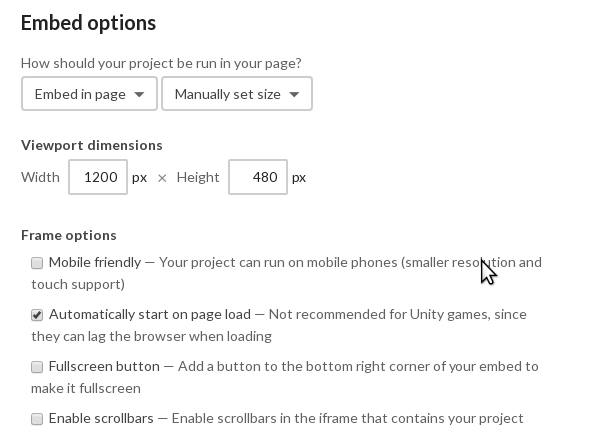 Embed options
How should your project be run in your page?
Embed in page Manually set size
Viewport dimensions
Width 1200 px × Height 480 px
Frame options
Mobile friendly — Your project can run on mobile phones (smaller resolution and
touch support)
Automatically start on page load — Not recommended for Unity games, since
they can lag the browser when loading
Fullscreen button — Add a button to the bottom right corner of your embed to
make it fullscreen
Enable scrollbars — Enable scrollbars in the iframe that contains your project